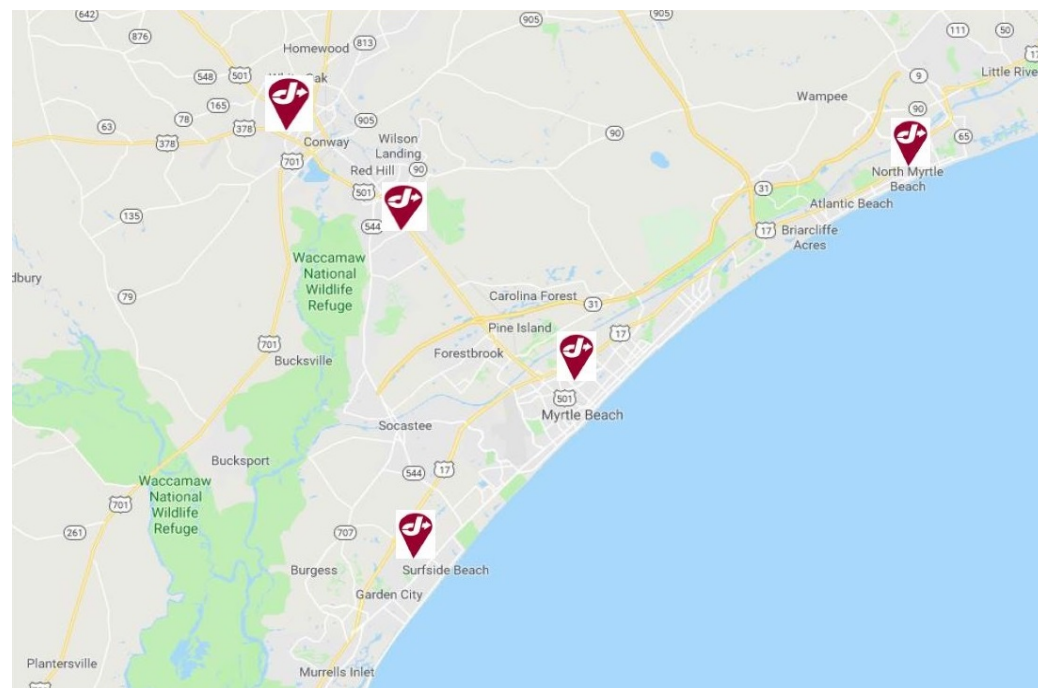 642
905
905
876
Homewood
813
111
50
17
548
501
9
Little Rive
165
Wampee
90
78
63
378
378
905
90
65
Conway
Wilson
Landing
701
Red Hill
90
North Myrtle
Beach
501
31
135
544
Atlantic Beach
17
Briarcliffe
Acres
Waccamaw
National
Wildlife
Refuge
dbury
79
Carolina Forest
31
Pine Island
17
701
Forestbrook
Bucksville
501
Myrtle Beach
Socastee
Bucksport
544
17
Waccamaw
National
Wildlife
Refuge
701
261
707
Burgess
Surfside Beach
Garden City
Plantersville
Murrells Inlet